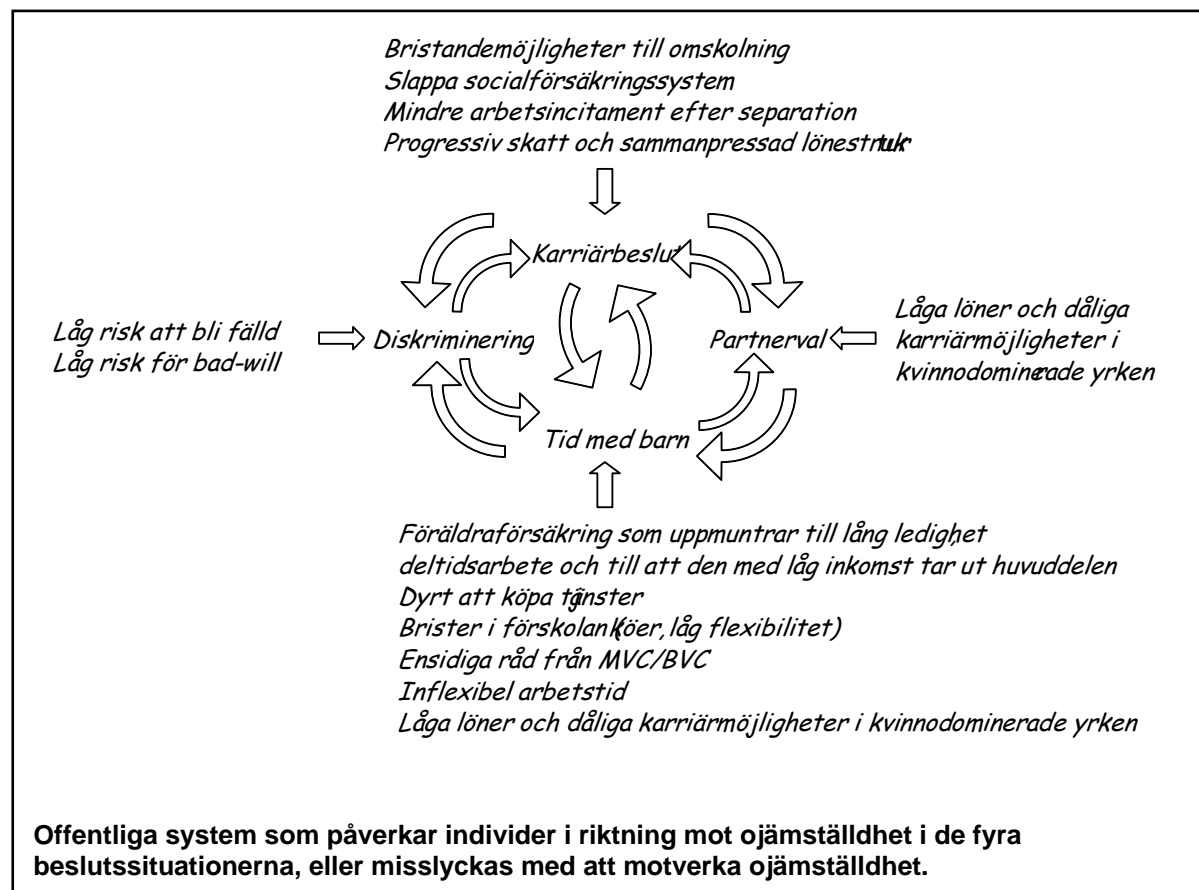 Bristandemöjligheter till omskolning
Slappa socialförsäkringssystem
Mindre arbetsincitament efter separation
Progressiv skatt och sammanpressad lönestruktur
Karriärbeslut
Låg risk att bli fälld
Låg risk för bad-will
Diskriminering
Partnerval
Låga löner och dåliga
karriärmöjligheter i
kvinnodominerade yrken
Tid med barn
Föräldraförsäkring som uppmuntrar till lång ledighet,
deltidsarbete och till att den med låg inkomst tar ut huvuddelen
Dyrt att köpa tjänster
Brister i förskolan (köer, låg flexibilitet)
Ensidiga råd från MVC/BVC
Inflexibel arbetstid
Låga löner och dåliga karriärmöjligheter i kvinnodominerade yrken
Offentliga system som påverkar individer i riktning mot ojämställdhet i de fyra
beslutssituationerna, eller misslyckas med att motverka ojämställdhet.